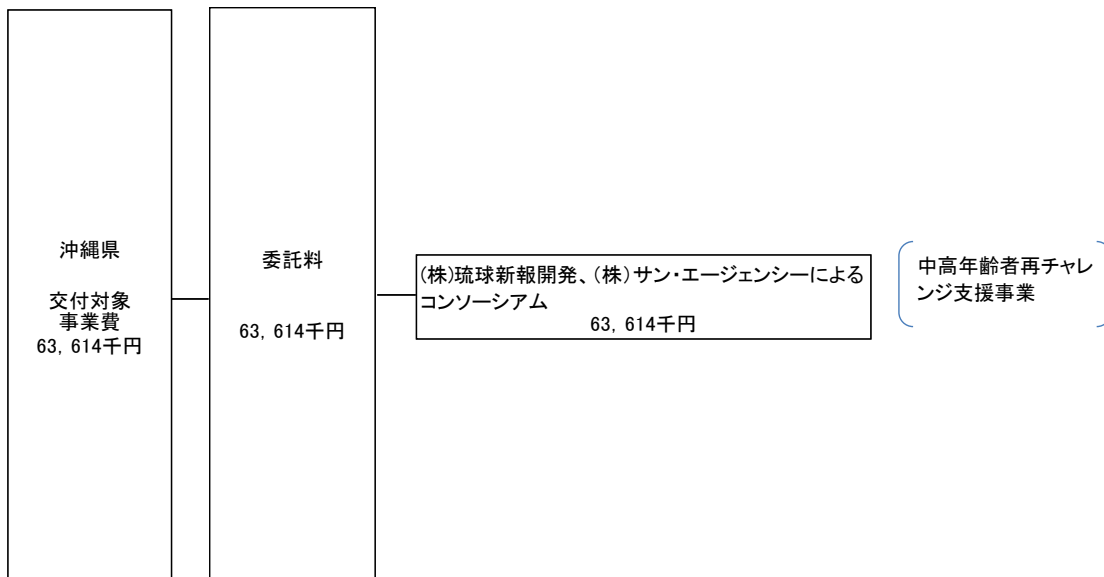 沖縄県
交付対象
事業費
63,614千円
委託料
63,614千円
(株)琉球新報開発、(株)サン・エージェンシーによる
コンソーシアム
63,614千円
中高年齢者再チャレ
ンジ支援事業